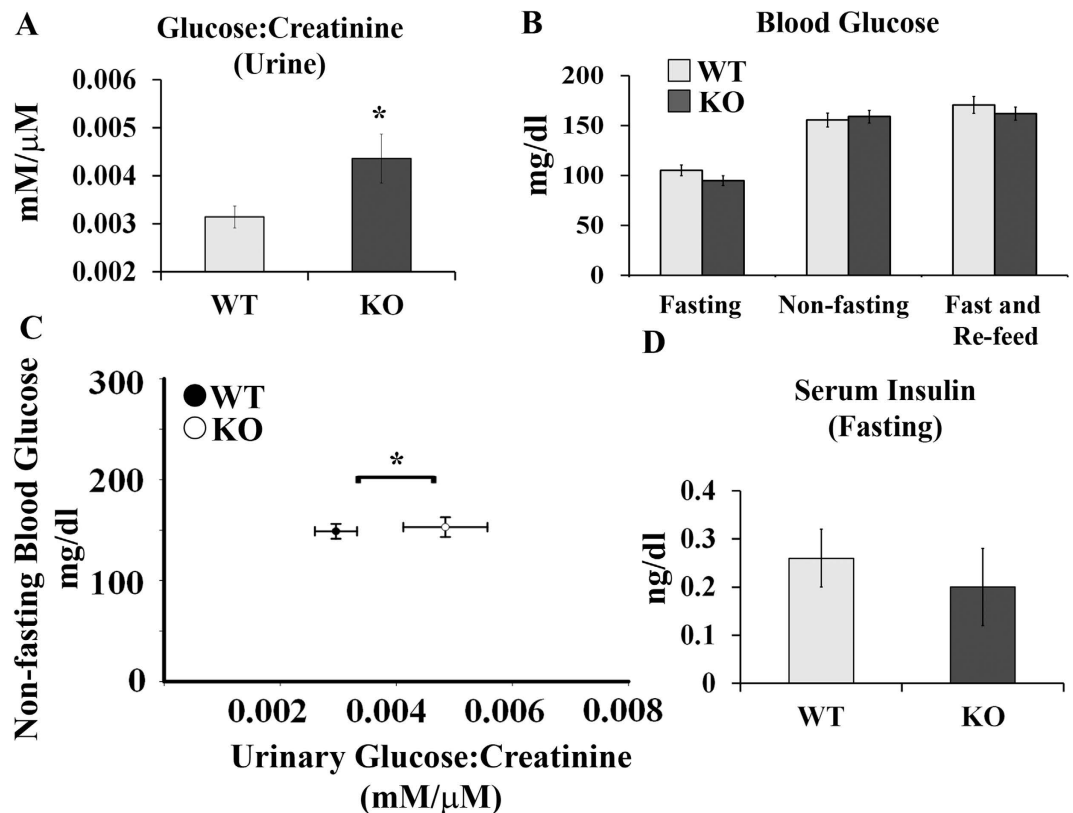 A
Glucose:Creatinine
(Urine)
mM/μM
0.006
0.005
0.004
0.003
0.002
*
WT
KO
B
Blood Glucose
mg/dl
200
150
100
50
0
WT
KO
Fasting
Non-fasting
Fast and
Re-feed
C
Non-fasting Blood Glucose
mg/dl
300
200
100
0
WT
KO
*
0.002
0.004
0.006
0.008
Urinary Glucose:Creatinine
(mM/μM)
D
Serum Insulin
(Fasting)
ng/dl
0.4
0.3
0.2
0.1
0
WT
KO